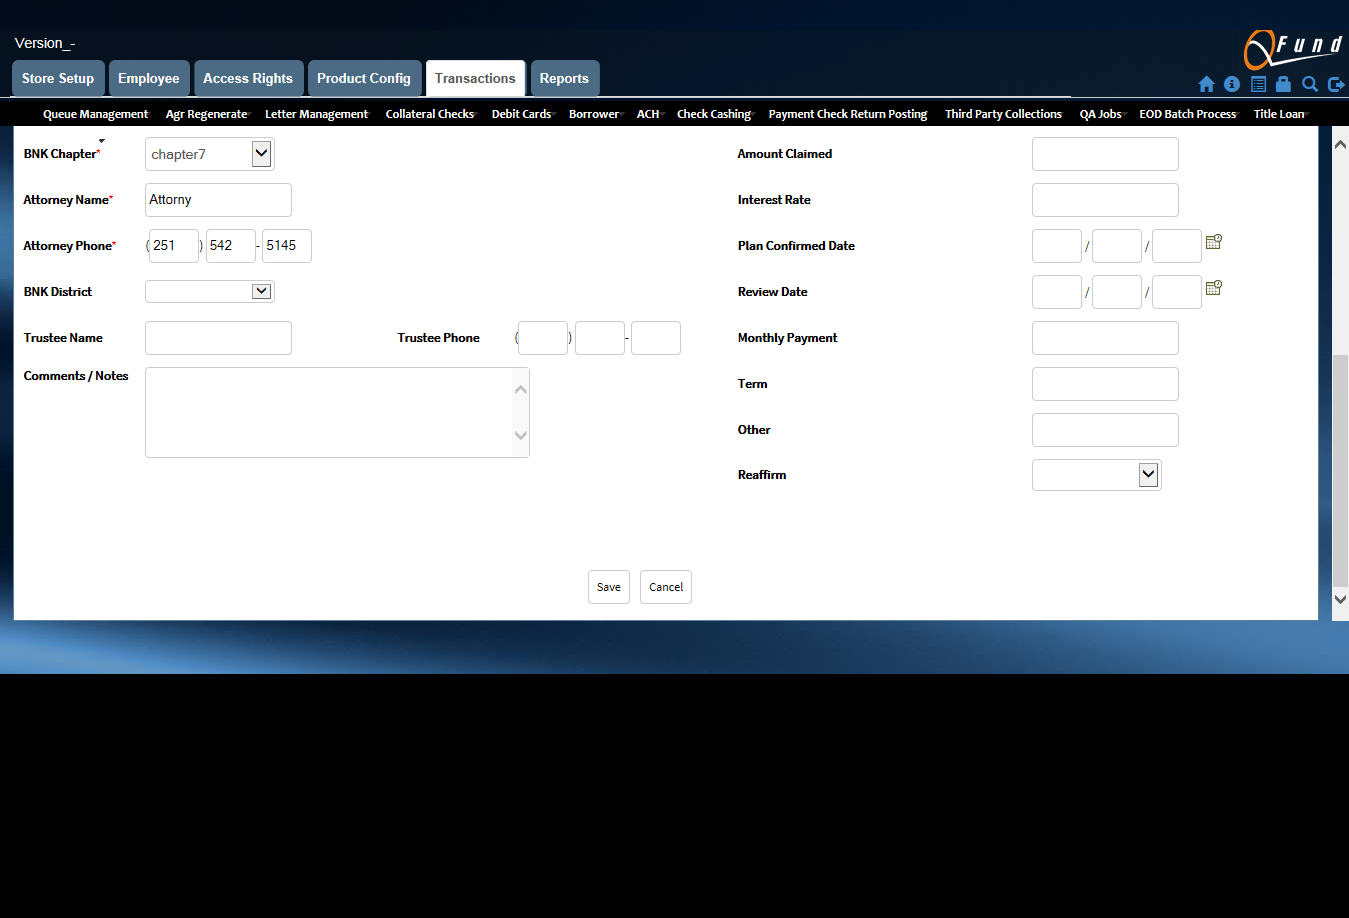 Version_-
Fund
Store Setup Employee Access Rights Product Config Transactions Reports
Queue Management Agr Regenerate Letter Management Collateral Checks Debit Cards Borrower ACH Check Cashing Payment Check Return Posting Third Party Collections QA Jobs EOD Batch Process Title Loan
BNK Chapter* chapter7 Amount Claimed
Attorney Name* Attorny Interest Rate
Attorney Phone* (251) 542 - 5145 Plan Confirmed Date / /
BNK District Review Date / /
Trustee Name Trustee Phone ( ) - Monthly Payment
Comments / Notes Term
Other
Reaffirm
Save Cancel